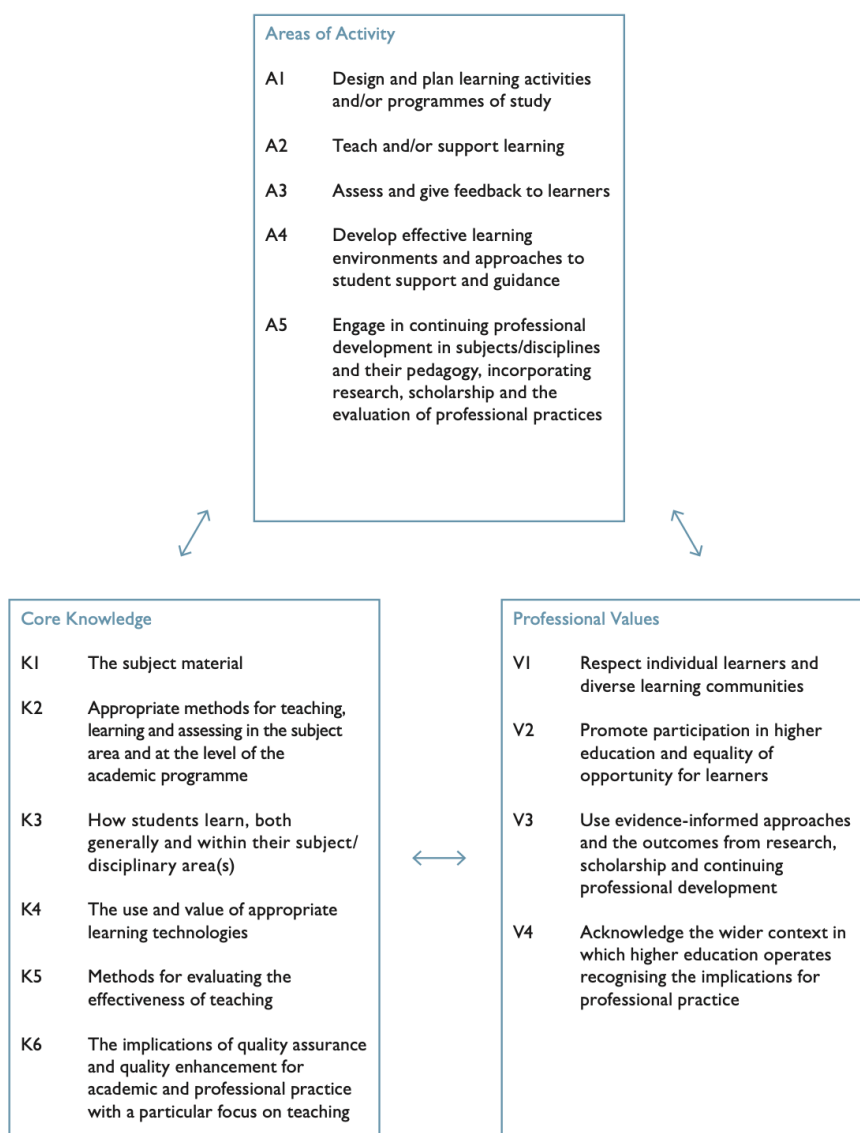 Areas of Activity
A1 Design and plan learning activities
and/or programmes of study
A2 Teach and/or support learning
A3 Assess and give feedback to learners
A4 Develop effective learning
environments and approaches to
student support and guidance
A5 Engage in continuing professional
development in subjects/disciplines
and their pedagogy, incorporating
research, scholarship and the
evaluation of professional practices
Core Knowledge
K1 The subject material
K2 Appropriate methods for teaching,
learning and assessing in the subject
area and at the level of the
academic programme
K3 How students learn, both
generally and within their subject/
disciplinary area(s)
K4 The use and value of appropriate
learning technologies
K5 Methods for evaluating the
effectiveness of teaching
K6 The implications of quality assurance
and quality enhancement for
academic and professional practice
with a particular focus on teaching
Professional Values
V1 Respect individual learners and
diverse learning communities
V2 Promote participation in higher
education and equality of
opportunity for learners
V3 Use evidence-informed approaches
and the outcomes from research,
scholarship and continuing
professional development
V4 Acknowledge the wider context in
which higher education operates
recognising the implications for
professional practice